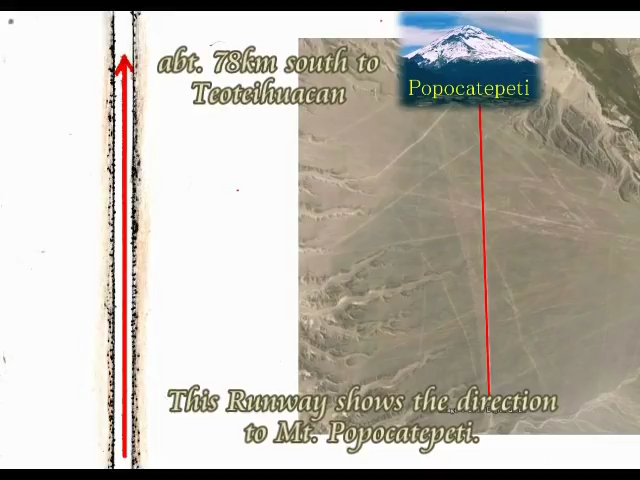 abt. 78km south to
Teoteihuacan
Popocatepeti
This Runway shows the direction
to Mt. Popocatepeti.